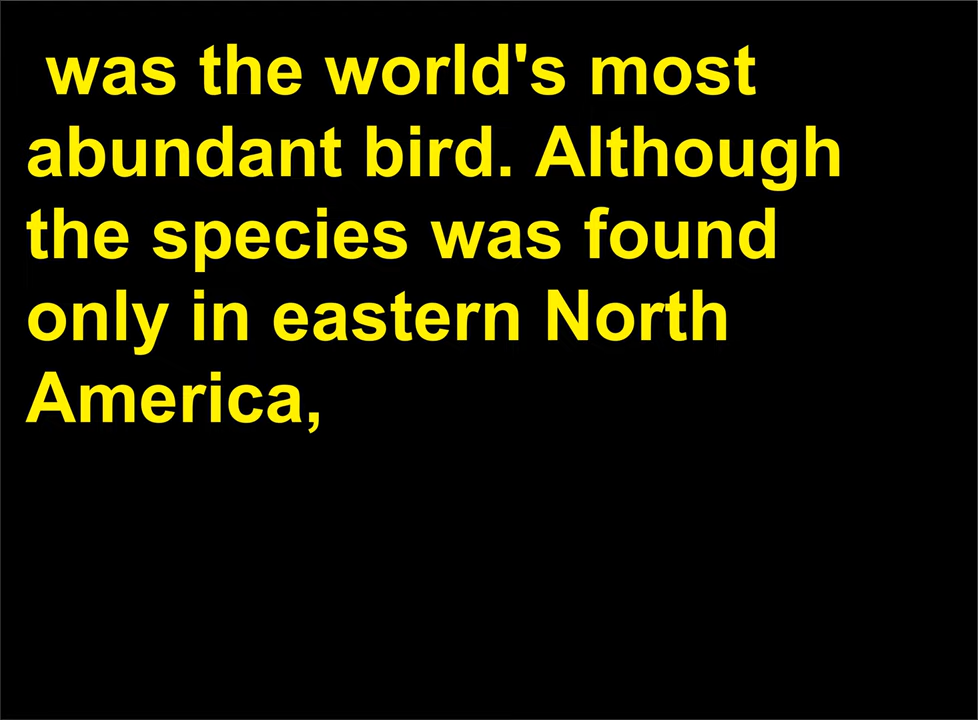 was the world's most
abundant bird. Although
the species was found
only in eastern North
America,